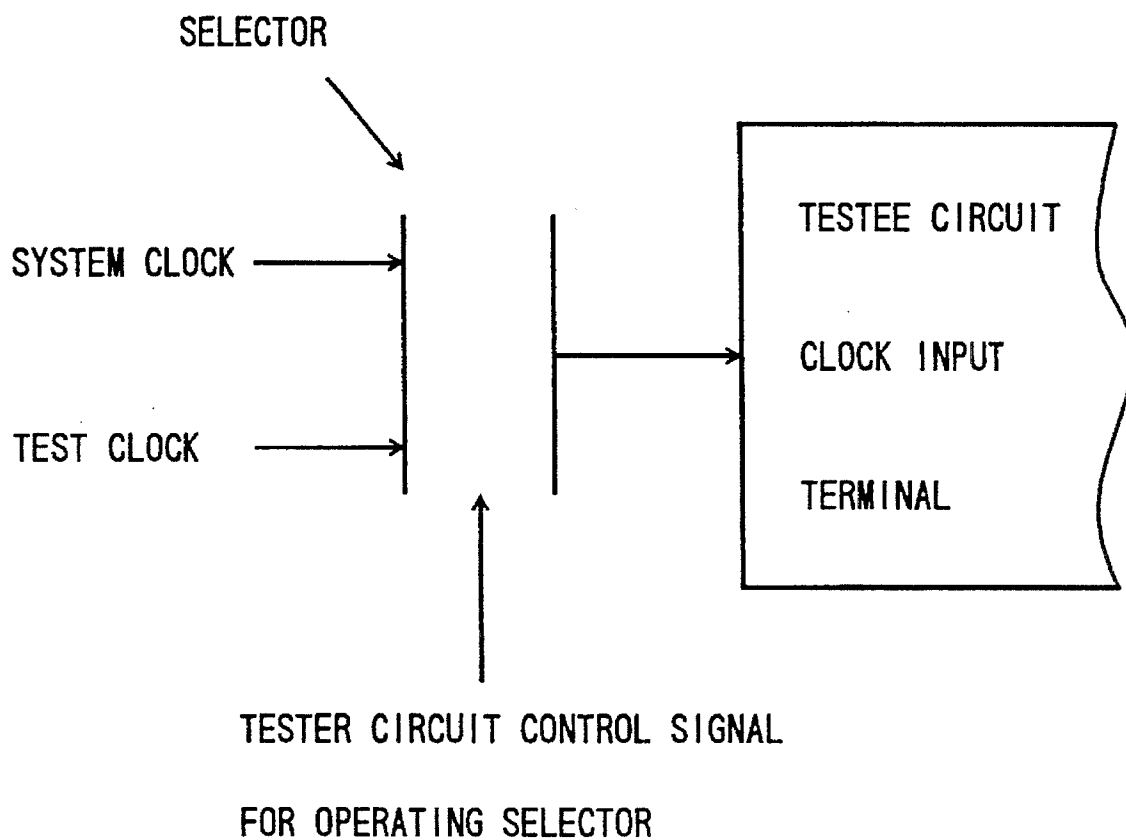 SELECTOR
SYSTEM CLOCK
TEST CLOCK
TESTEE CIRCUIT
CLOCK INPUT
TERMINAL
TESTER CIRCUIT CONTROL SIGNAL
FOR OPERATING SELECTOR